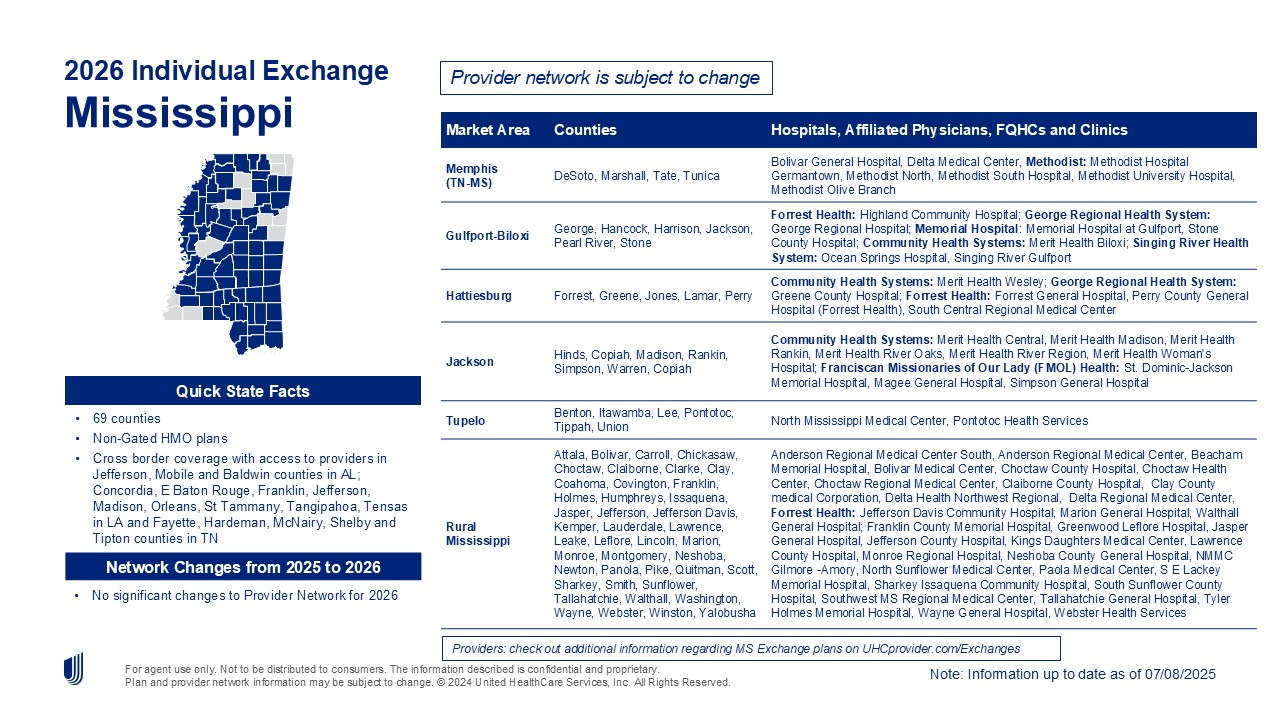 2026 Individual Exchange
Mississippi
Provider network is subject to change
Market Area
Counties
Hospitals, Affiliated Physicians, FQHCs and Clinics
Memphis
(TN-MS)
DeSoto, Marshall, Tate, Tunica
Bolivar General Hospital, Delta Medical Center, Methodist: Methodist Hospital
Germantown, Methodist North, Methodist South Hospital, Methodist University Hospital,
Methodist Olive Branch
Gulfport-Biloxi
George, Hancock, Harrison, Jackson,
Pearl River, Stone
Forrest Health: Highland Community Hospital; George Regional Health System:
George Regional Hospital; Memorial Hospital: Memorial Hospital at Gulfport, Stone
County Hospital; Community Health Systems: Merit Health Biloxi; Singing River Health
System: Ocean Springs Hospital, Singing River Gulfport
Hattiesburg
Forrest, Greene, Jones, Lamar, Perry
Community Health Systems: Merit Health Wesley; George Regional Health System:
Greene County Hospital; Forrest Health: Forrest General Hospital, Perry County General
Hospital (Forrest Health), South Central Regional Medical Center
Jackson
Hinds, Copiah, Madison, Rankin,
Simpson, Warren, Copiah
Community Health Systems: Merit Health Central, Merit Health Madison, Merit Health
Rankin, Merit Health River Oaks, Merit Health River Region, Merit Health Woman's
Hospital; Franciscan Missionaries of Our Lady (FMOL) Health: St. Dominic-Jackson
Memorial Hospital, Magee General Hospital, Simpson General Hospital
Tupelo
Benton, Itawamba, Lee, Pontotoc,
Tippah, Union
North Mississippi Medical Center, Pontotoc Health Services
Rural
Mississippi
Attala, Bolivar, Carroll, Chickasaw,
Choctaw, Claiborne, Clarke, Clay,
Coahoma, Covington, Franklin,
Holmes, Humphreys, Issaquena,
Jasper, Jefferson, Jefferson Davis,
Kemper, Lauderdale, Lawrence,
Leake, Leflore, Lincoln, Marion,
Monroe, Montgomery, Neshoba,
Newton, Panola, Pike, Quitman, Scott,
Sharkey, Smith, Sunflower,
Tallahatchie, Walthall, Washington,
Wayne, Webster, Winston, Yalobusha
Anderson Regional Medical Center South, Anderson Regional Medical Center, Beacham
Memorial Hospital, Bolivar Medical Center, Choctaw County Hospital, Choctaw Health
Center, Choctaw Regional Medical Center, Claiborne County Hospital, Clay County
medical Corporation, Delta Health Northwest Regional, Delta Regional Medical Center,
Forrest Health: Jefferson Davis Community Hospital, Marion General Hospital, Walthall
General Hospital; Franklin County Memorial Hospital, Greenwood Leflore Hospital, Jasper
General Hospital, Jefferson County Hospital, Kings Daughters Medical Center, Lawrence
County Hospital, Monroe Regional Hospital, Neshoba County General Hospital, NMMC
Gilmore -Amory, North Sunflower Medical Center, Paola Medical Center, S E Lackey
Memorial Hospital, Sharkey Issaquena Community Hospital, South Sunflower County
Hospital, Southwest MS Regional Medical Center, Tallahatchie General Hospital, Tyler
Holmes Memorial Hospital, Wayne General Hospital, Webster Health Services
Quick State Facts
• 69 counties
• Non-Gated HMO plans
• Cross border coverage with access to providers in
Jefferson, Mobile and Baldwin counties in AL;
Concordia, E Baton Rouge, Franklin, Jefferson,
Madison, Orleans, St Tammany, Tangipahoa, Tensas
in LA and Fayette, Hardeman, McNairy, Shelby and
Tipton counties in TN
Network Changes from 2025 to 2026
• No significant changes to Provider Network for 2026
Providers: check out additional information regarding MS Exchange plans on UHCprovider.com/Exchanges
For agent use only. Not to be distributed to consumers. The information described is confidential and proprietary.
Plan and provider network information may be subject to change. © 2024 United HealthCare Services, Inc. All Rights Reserved.
Note: Information up to date as of 07/08/2025